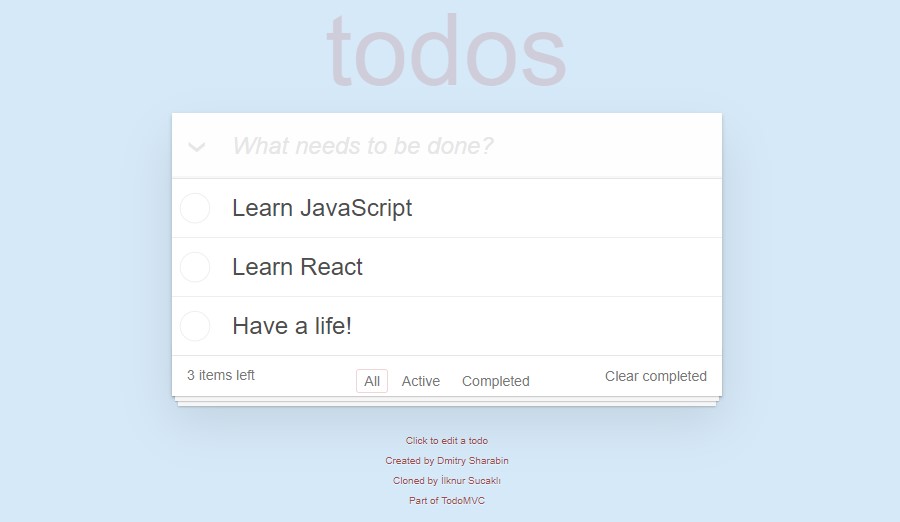 todos
What needs to be done?
Learn JavaScript
Learn React
Have a life!
3 items left All Active Completed Clear completed
Click to edit a todo
Created by Dmitry Sharabin
Cloned by İlknur Sucaklı
Part of TodoMVC